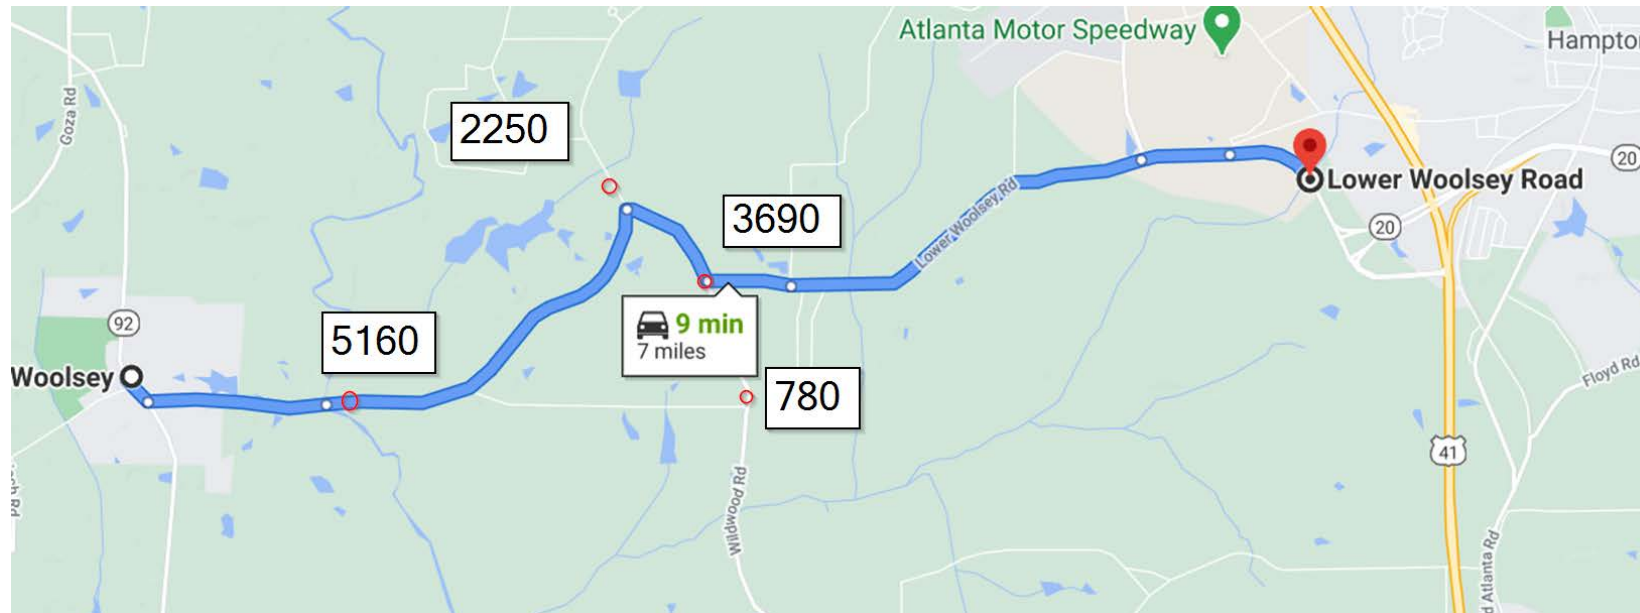 Atlanta Motor Speedway
Goza Rd
2250
20
Lower Woolsey Road
3690
Lower Woolsey Rd
20
92
5160
9 min
7 miles
Woolsey
780
Floyd Rd
41
Wildwood Rd